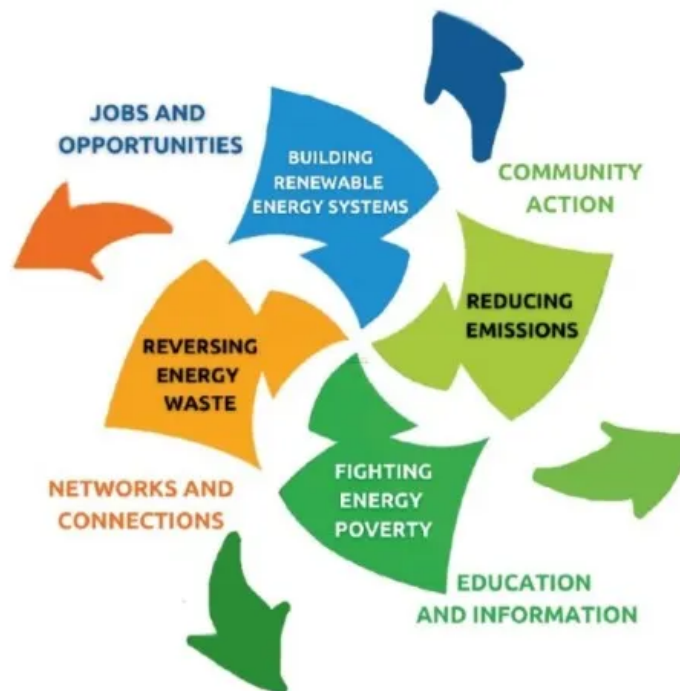 JOBS AND
OPPORTUNITIES
BUILDING
RENEWABLE
ENERGY SYSTEMS
COMMUNITY
ACTION
REDUCING
EMISSIONS
REVERSING
ENERGY
WASTE
FIGHTING
ENERGY
POVERTY
NETWORKS AND
CONNECTIONS
EDUCATION
AND INFORMATION